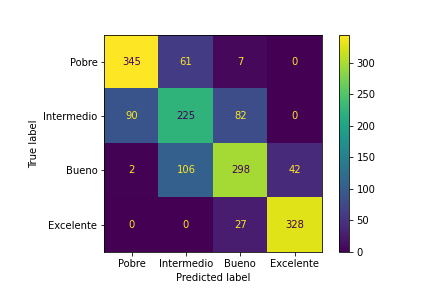 Pobre 345 61 7 0
Intermedio 90 225 82 0
Bueno 2 106 298 42
Excelente 0 0 27 328
Pobre Intermedio Bueno Excelente
Predicted label
True label
300
250
200
150
100
50
0